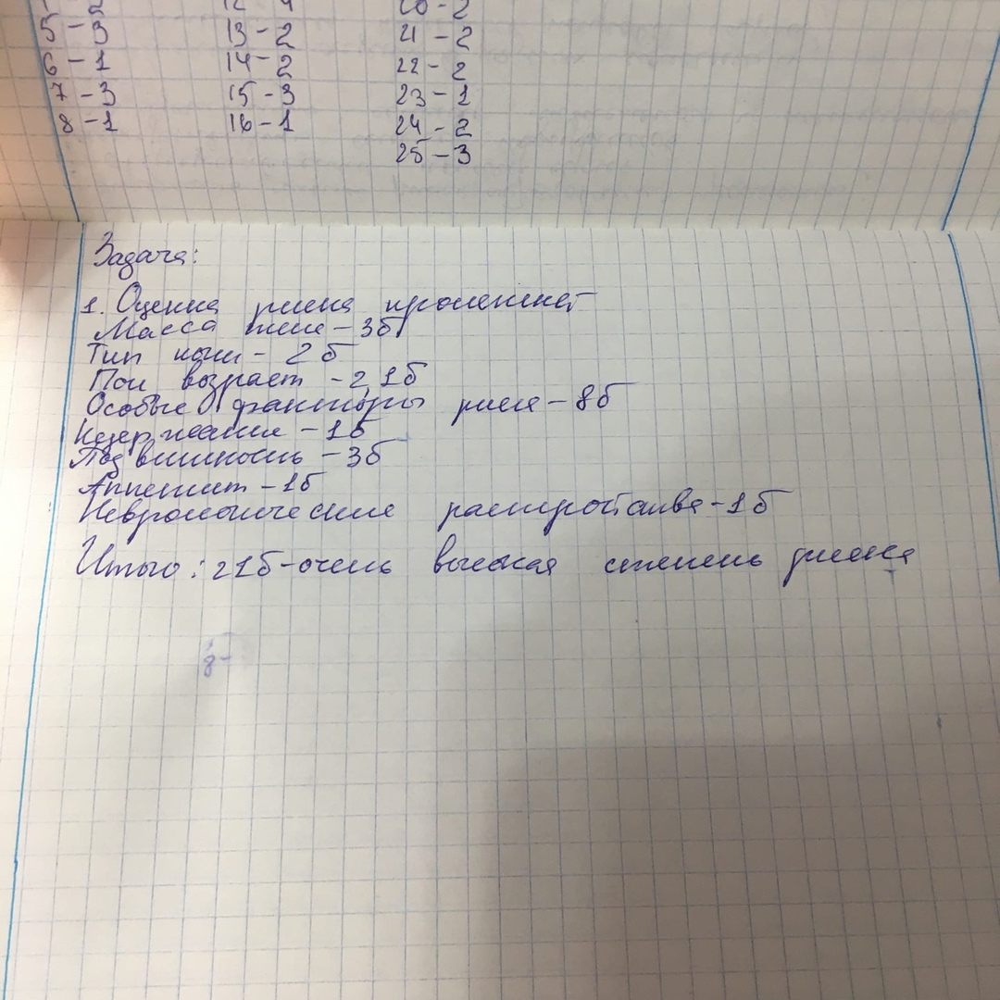 5 - 3
6 - 1
7 - 3
8 - 1
13 - 2
14 - 2
15 - 3
16 - 1
20 - 2
21 - 2
22 - 2
23 - 1
24 - 2
25 - 3
Задача:
1. Оценка риска пролежней
Масса тела - 3б
Тип кожи - 2б
Пол возраст - 2,1б
Особые факторы риска - 8б
Недержание - 1б
Подвижность - 3б
Аппетит - 1б
Неврологические расстройства - 1б
Итого: 21б - очень высокая степень риска
8 -